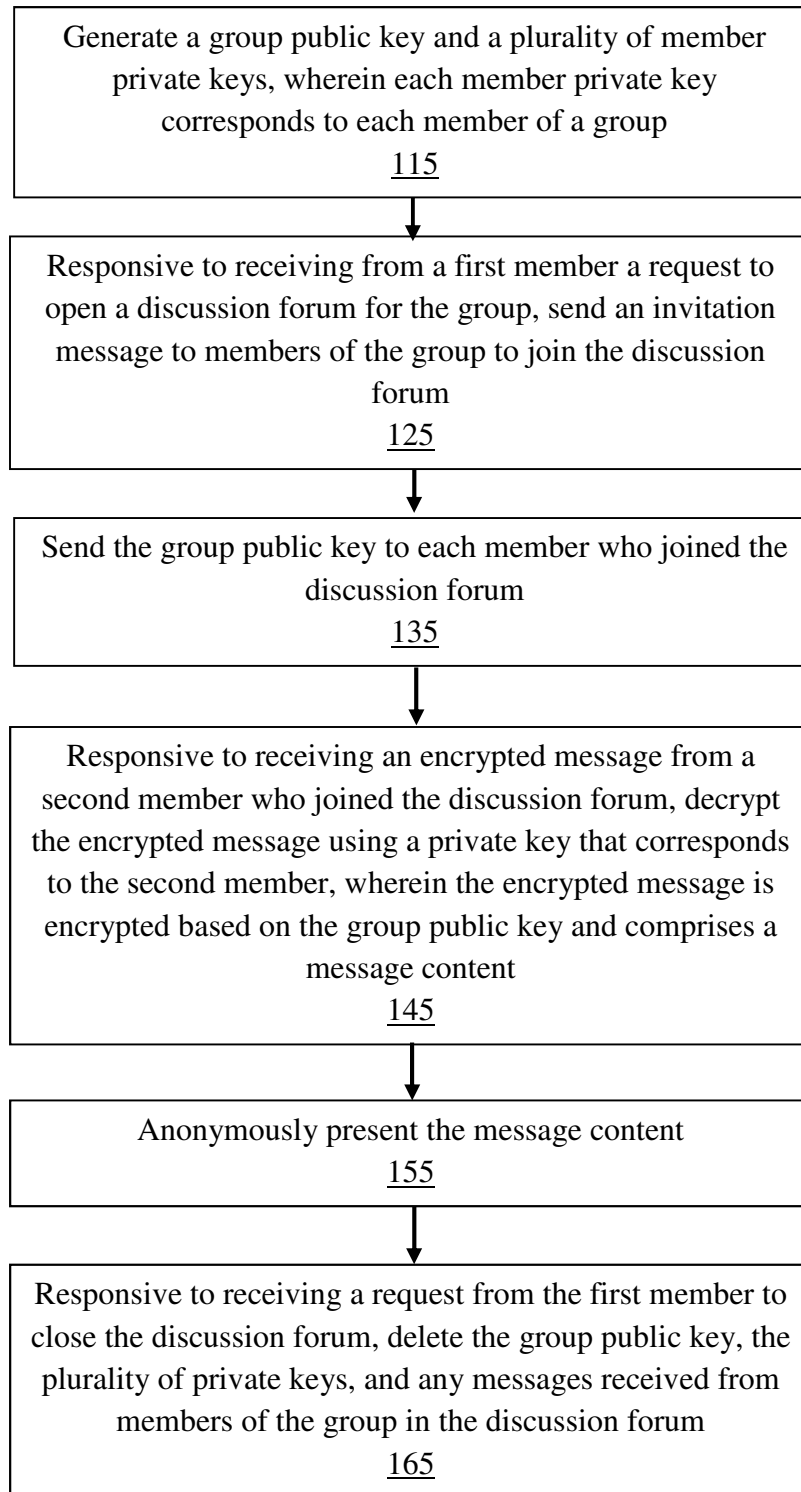 Generate a group public key and a plurality of member
private keys, wherein each member private key
corresponds to each member of a group
115
Responsive to receiving from a first member a request to
open a discussion forum for the group, send an invitation
message to members of the group to join the discussion
forum
125
Send the group public key to each member who joined the
discussion forum
135
Responsive to receiving an encrypted message from a
second member who joined the discussion forum, decrypt
the encrypted message using a private key that corresponds
to the second member, wherein the encrypted message is
encrypted based on the group public key and comprises a
message content
145
Anonymously present the message content
155
Responsive to receiving a request from the first member to
close the discussion forum, delete the group public key, the
plurality of private keys, and any messages received from
members of the group in the discussion forum
165